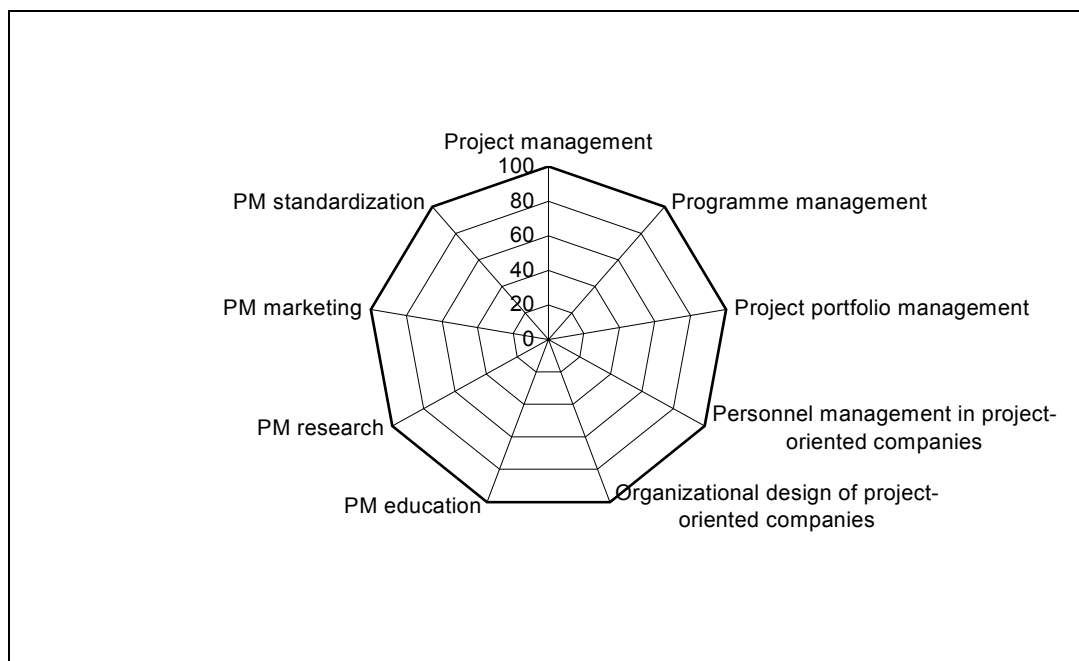 Project management
100
PM standardization
80
Programme management
60
40
PM marketing
20
Project portfolio management
0
PM research
Personnel management in project-
oriented companies
PM education
Organizational design of project-
oriented companies